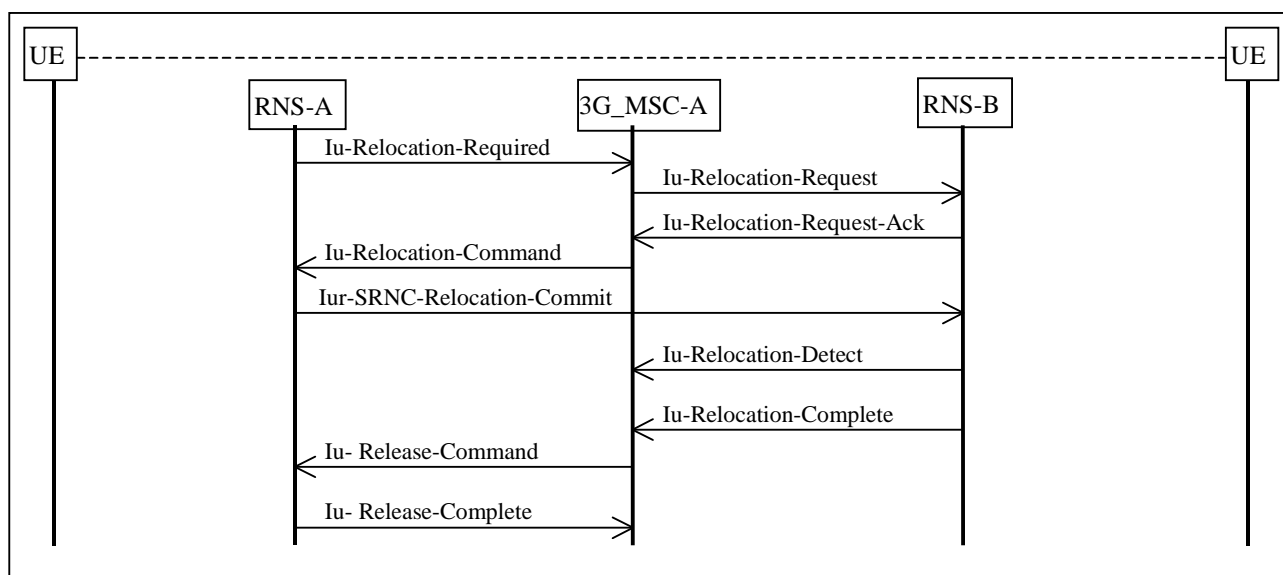 UE
UE
RNS-A
3G_MSC-A
RNS-B
Iu-Relocation-Required
Iu-Relocation-Request
Iu-Relocation-Request-Ack
Iu-Relocation-Command
Iur-SRNC-Relocation-Commit
Iu-Relocation-Detect
Iu-Relocation-Complete
Iu- Release-Command
Iu- Release-Complete